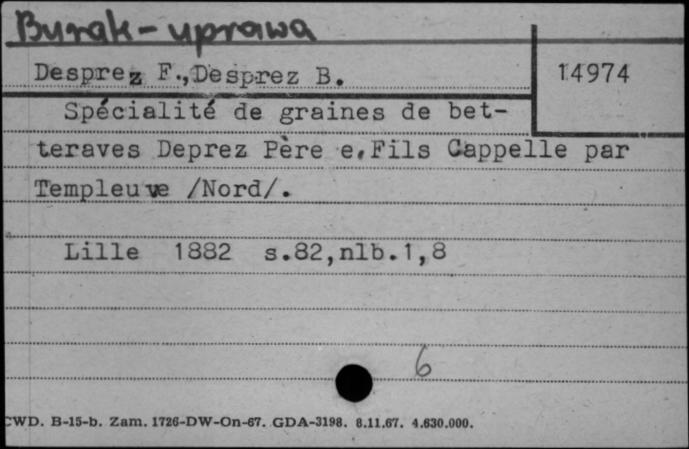 Burak-uprawa
Desprez F.,Desprez B.
14974
Spécialité de graines de bet-
teraves Deprez Père e.Fils Cappelle par
Templeuve /Nord/.
Lille 1882 s.82,nlb.1,8
6
CWD. B-15-b. Zam. 1726-DW-On-67. GDA-3198. 8.11.67. 4.630.000.